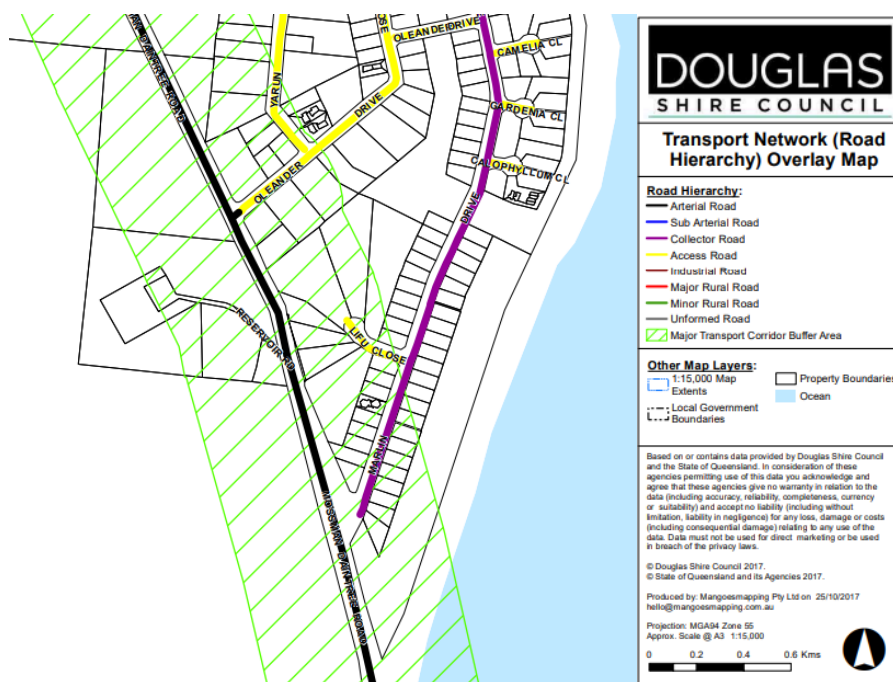 OSE
OLEANDER DRIVE
CAMELIA CL
YARUN
DRIVE
GARDENIA CL
OLEANDER
CALOPHYLLUM CL
DRIVE
RESERVOIR RD
LIFU CLOSE
MARLIN
MOSSMAN DAINTREE ROAD
DOUGLAS
SHIRE COUNCIL
Transport Network (Road
Hierarchy) Overlay Map
Road Hierarchy:
Arterial Road
Sub Arterial Road
Collector Road
Access Road
Industrial Road
Major Rural Road
Minor Rural Road
Unformed Road
Major Transport Corridor Buffer Area
Other Map Layers:
1:15,000 Map
Extents
Property Boundaries
Ocean
Local Government
Boundaries
Based on or contains data provided by Douglas Shire Council
and the State of Queensland. In consideration of these
agencies permitting use of this data you acknowledge and
agree that these agencies give no warranty in relation to the
data (including accuracy, reliability, completeness, currency
or suitability) and accept no liability (including without
limitation, liability in negligence) for any loss, damage or costs
(including consequential damage) relating to any use of the
data. Data must not be used for direct marketing or be used
in breach of the privacy laws.
© Douglas Shire Council 2017.
© State of Queensland and its Agencies 2017.
Produced by: Mangoesmapping Pty Ltd on 25/10/2017
hello@mangoesmapping.com.au
Projection: MGA94 Zone 55
Approx. Scale @ A3 1:15,000
0 0.2 0.4 0.6 Kms